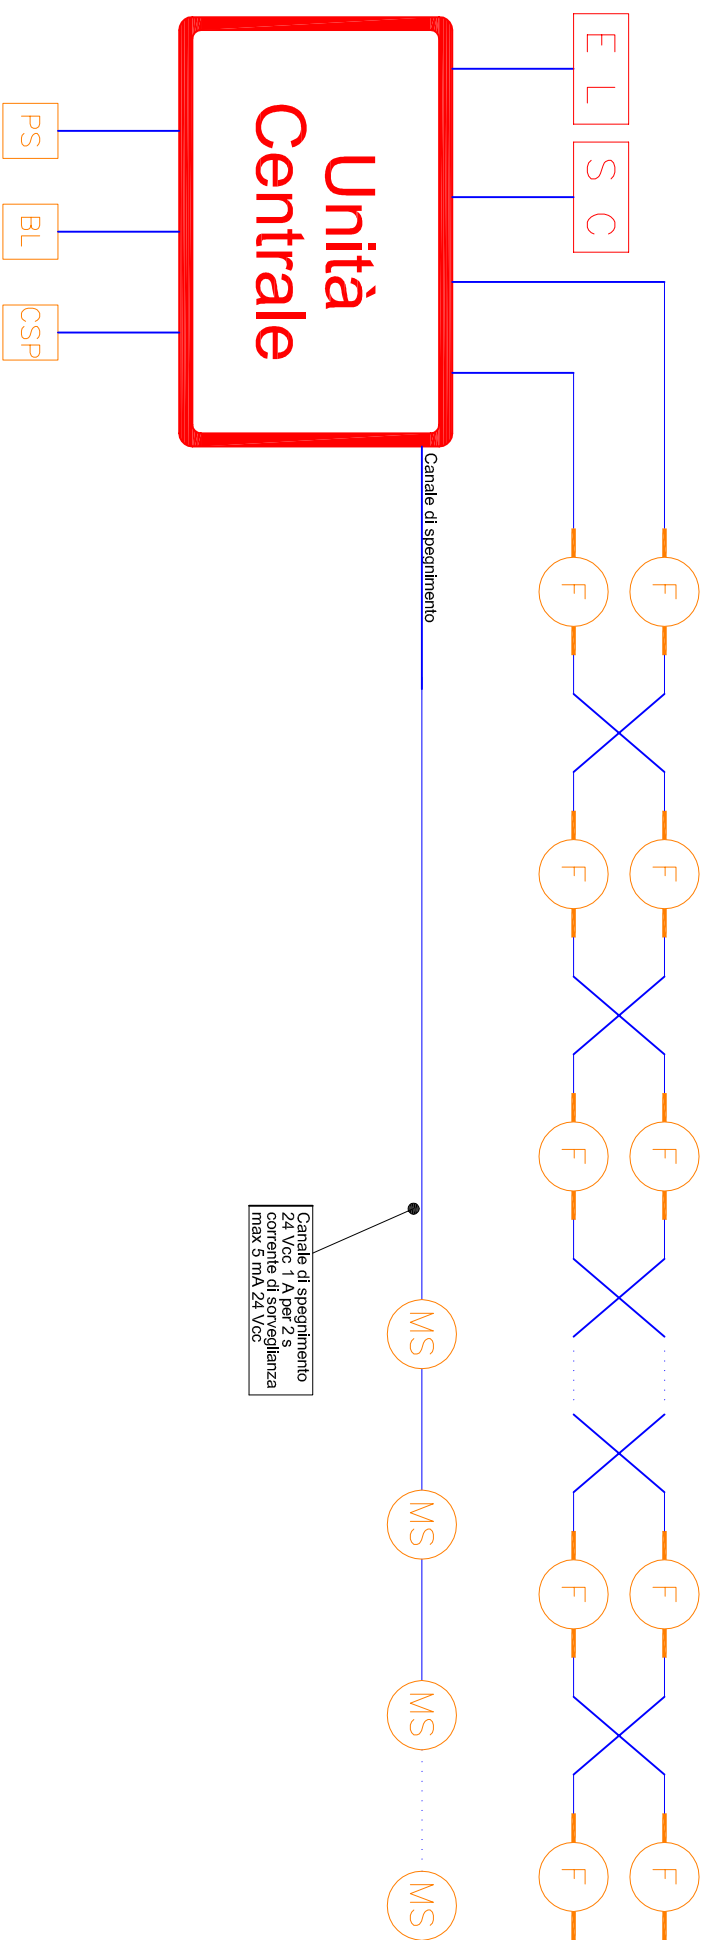 E L
S C
Unità
Centrale
PS
BL
CSP
Canale di spegnimento
F
F
F
F
F
F
F
F
F
F
Canale di spegnimento
24 Vcc 1 A per 2 s
corrente di sorveglianza
max 5 mA 24 Vcc
MS
MS
MS
MS